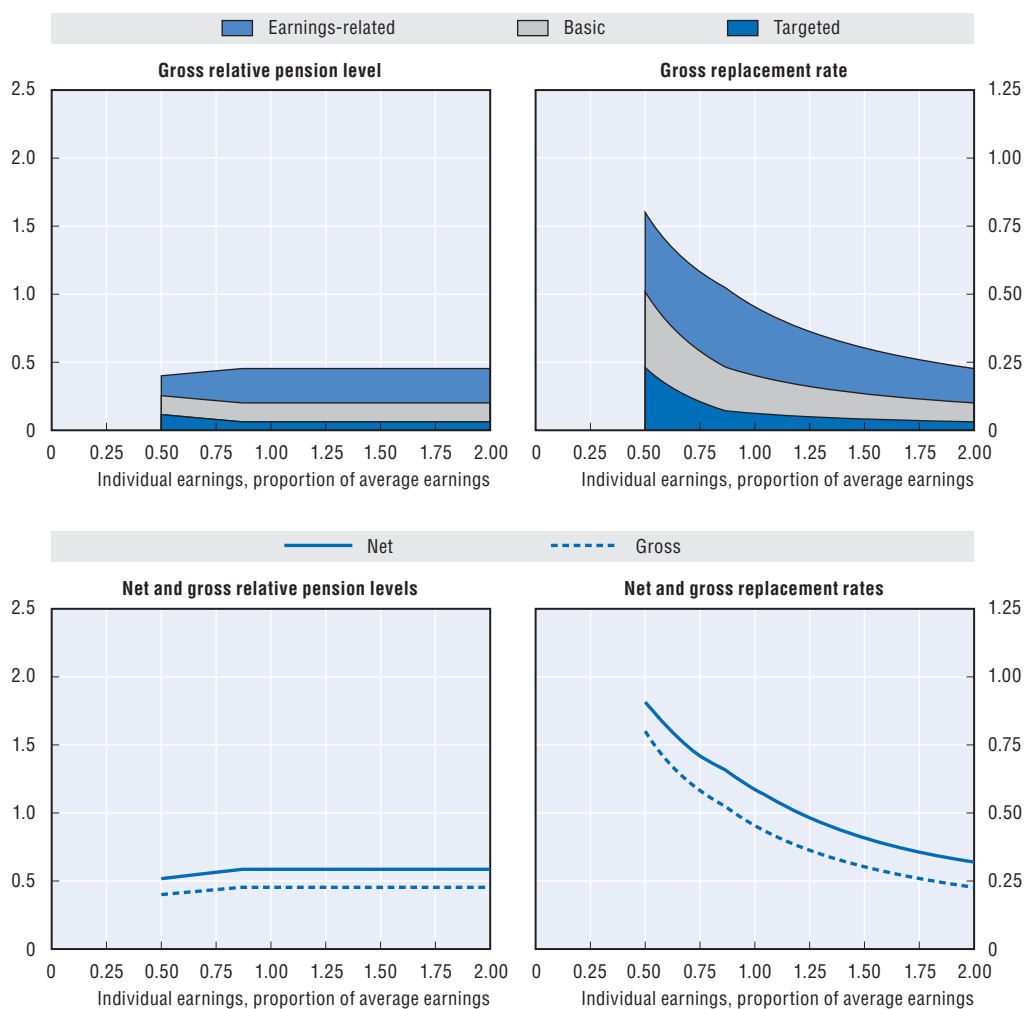 Earnings-related Basic Targeted
Gross relative pension level
Gross replacement rate
2.5
2.0
1.5
1.0
0.5
0
1.25
1.00
0.75
0.50
0.25
0
0 0.25 0.50 0.75 1.00 1.25 1.50 1.75 2.00
Individual earnings, proportion of average earnings
0 0.25 0.50 0.75 1.00 1.25 1.50 1.75 2.00
Individual earnings, proportion of average earnings
Net Gross
Net and gross relative pension levels
Net and gross replacement rates
2.5
2.0
1.5
1.0
0.5
0
1.25
1.00
0.75
0.50
0.25
0
0 0.25 0.50 0.75 1.00 1.25 1.50 1.75 2.00
Individual earnings, proportion of average earnings
0 0.25 0.50 0.75 1.00 1.25 1.50 1.75 2.00
Individual earnings, proportion of average earnings